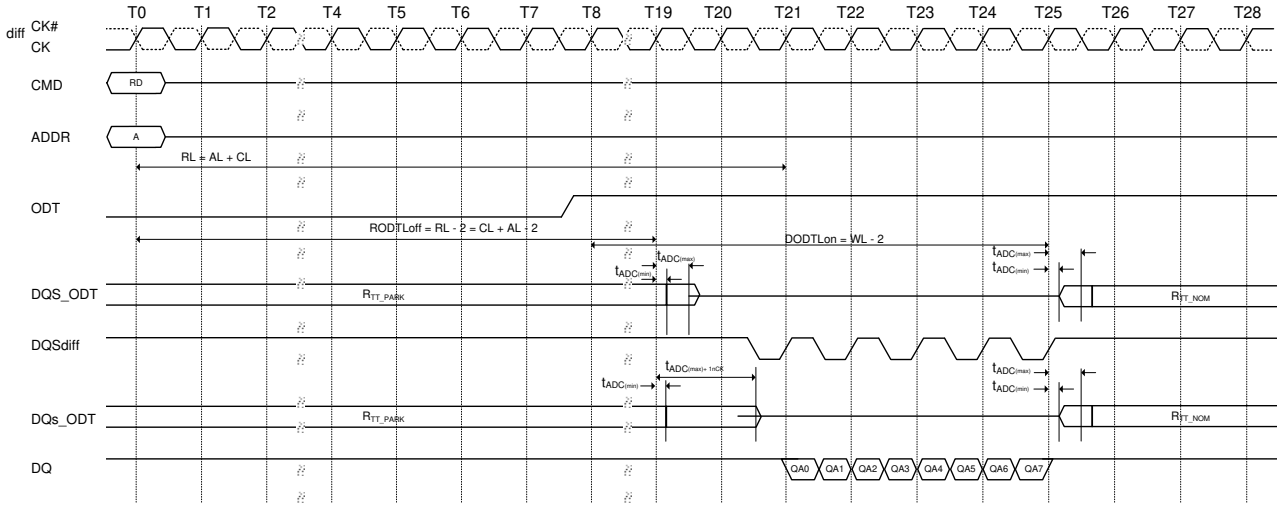 T0 T1 T2 T4 T5 T6 T7 T8 T19 T20 T21 T22 T23 T24 T25 T26 T27 T28
diff CK#
CK
CMD RD
ADDR A
RL = AL + CL
ODT
RODTLoff = RL - 2 = CL + AL - 2
DODTLon = WL - 2
tADC(max) tADC(max)
tADC(min) tADC(min)
DQS_ODT RTT_PARK RTT_NOM
DQSdiff
tADC(max)+ 1nCK tADC(max)
tADC(min) tADC(min)
DQs_ODT RTT_PARK RTT_NOM
DQ QA0 QA1 QA2 QA3 QA4 QA5 QA6 QA7